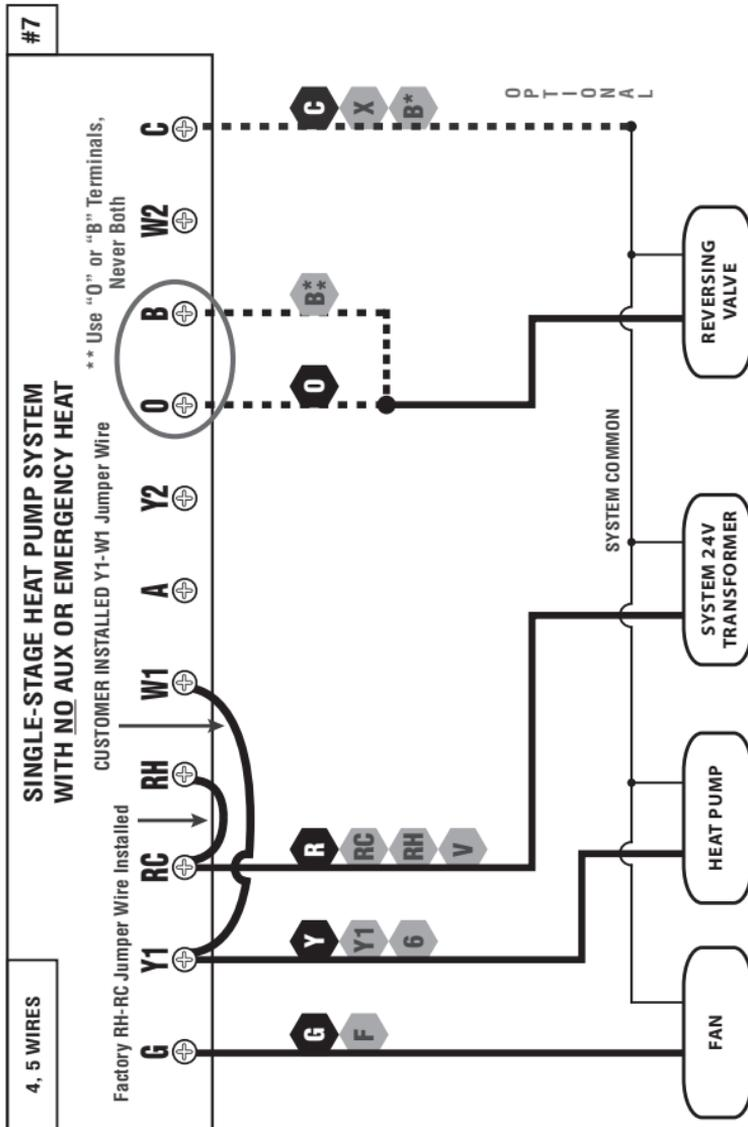 4, 5 WIRES
#7
SINGLE-STAGE HEAT PUMP SYSTEM
WITH NO AUX OR EMERGENCY HEAT
Factory RH-RC Jumper Wire Installed
CUSTOMER INSTALLED Y1-W1 Jumper Wire
** Use "O" or "B" Terminals,
Never Both
G Y1 RC RH W1 A Y2 O B W2 C
G Y R O B** C
F Y1 RC X
6 RH B*
V
OPTIONAL
SYSTEM COMMON
FAN
HEAT PUMP
SYSTEM 24V
TRANSFORMER
REVERSING
VALVE